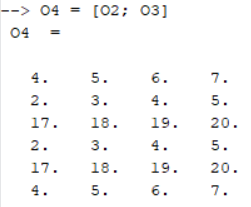 --> O4 = [O2; O3]
O4  =
4. 5. 6. 7.
2. 3. 4. 5.
17. 18. 19. 20.
2. 3. 4. 5.
17. 18. 19. 20.
4. 5. 6. 7.